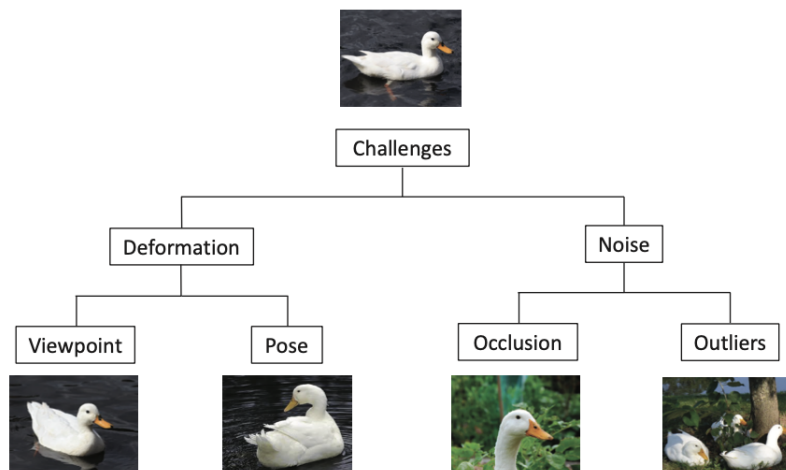 Challenges
Deformation
Noise
Viewpoint
Pose
Occlusion
Outliers